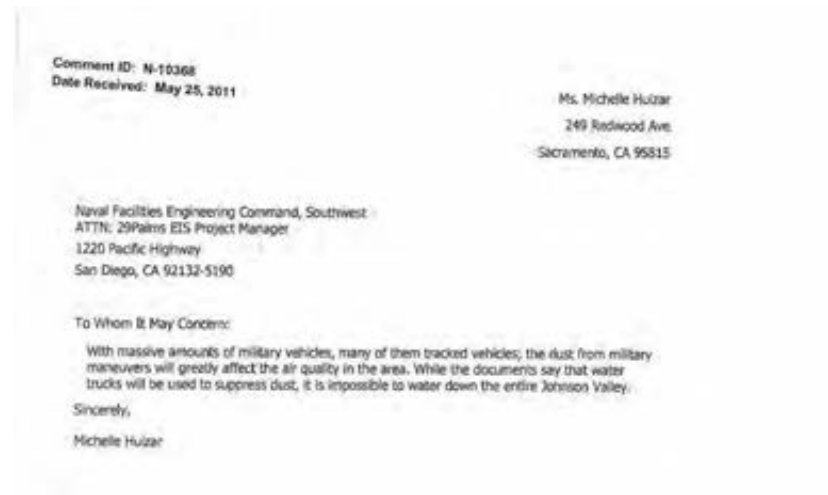 Comment ID: N-10368
Date Received: May 25, 2011
Ms. Michelle Huizar
249 Redwood Ave.
Sacramento, CA 95815
Naval Facilities Engineering Command, Southwest
ATTN: 29Palms EIS Project Manager
1220 Pacific Highway
San Diego, CA 92132-5190
To Whom It May Concern:
With massive amounts of military vehicles, many of them tracked vehicles; the dust from military
maneuvers will greatly affect the air quality in the area. While the documents say that water
trucks will be used to suppress dust, it is impossible to water down the entire Johnson Valley.
Sincerely,
Michelle Huizar